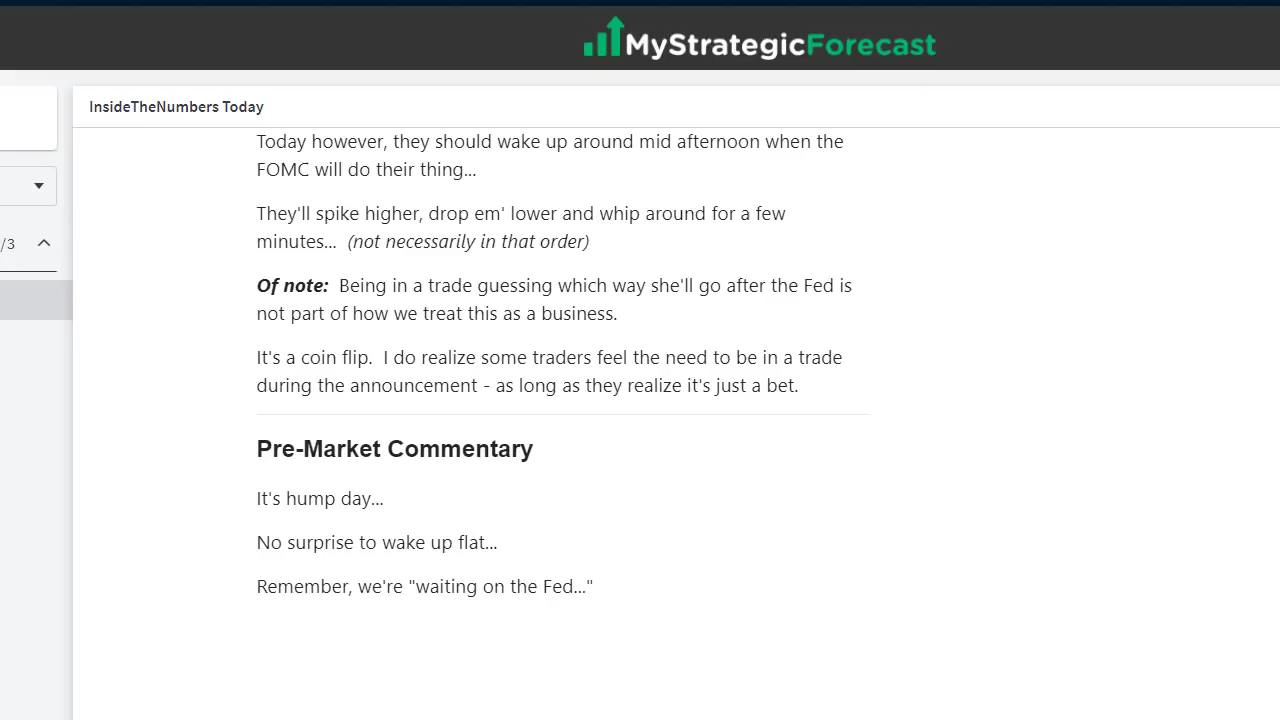 MyStrategicForecast
InsideTheNumbers Today
/3
Today however, they should wake up around mid afternoon when the
FOMC will do their thing...
They'll spike higher, drop em' lower and whip around for a few
minutes...  (not necessarily in that order)
Of note:  Being in a trade guessing which way she'll go after the Fed is
not part of how we treat this as a business.
It's a coin flip.  I do realize some traders feel the need to be in a trade
during the announcement - as long as they realize it's just a bet.
Pre-Market Commentary
It's hump day...
No surprise to wake up flat...
Remember, we're "waiting on the Fed..."